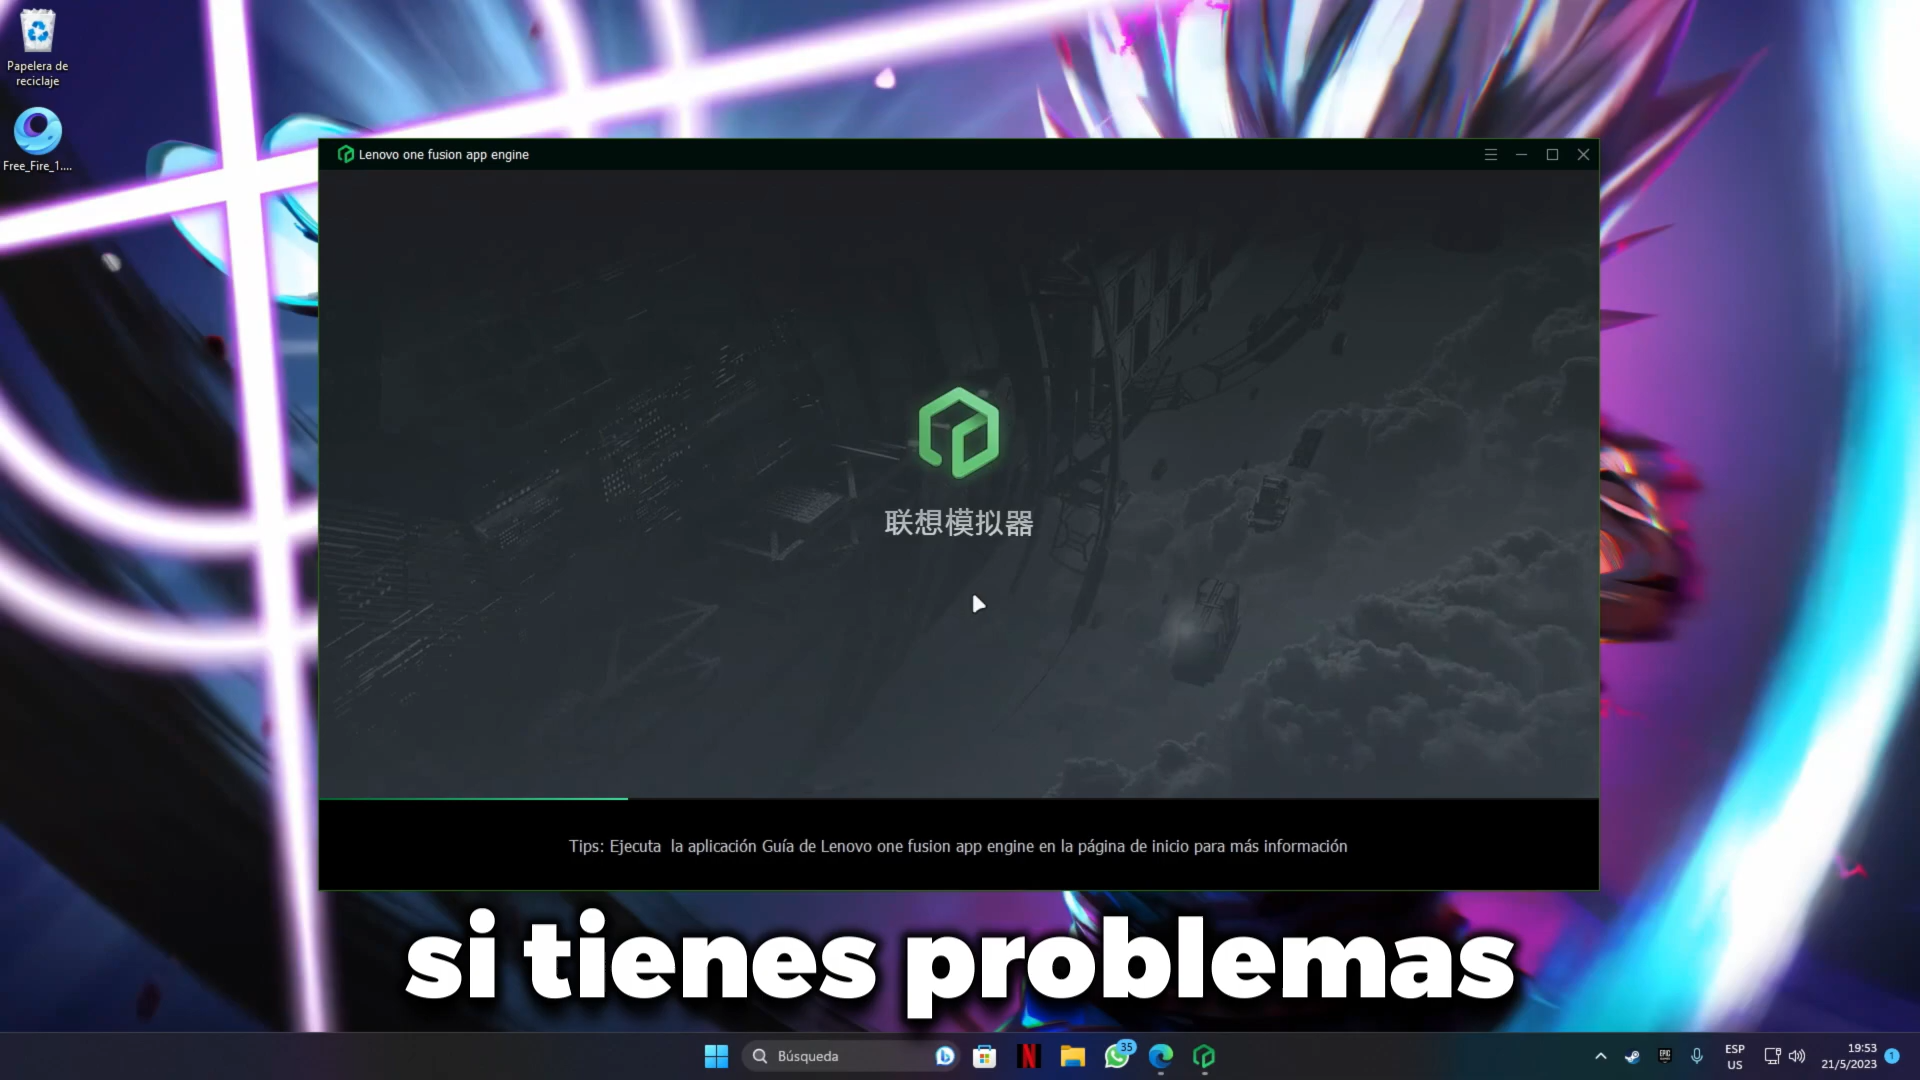 Papelera de
reciclaje
Free_Fire_1....
Lenovo one fusion app engine
联想模拟器
Tips: Ejecuta  la aplicación Guía de Lenovo one fusion app engine en la página de inicio para más información
si tienes problemas
Búsqueda
35
EPIC
ESP
US
19:53
21/5/2023
1